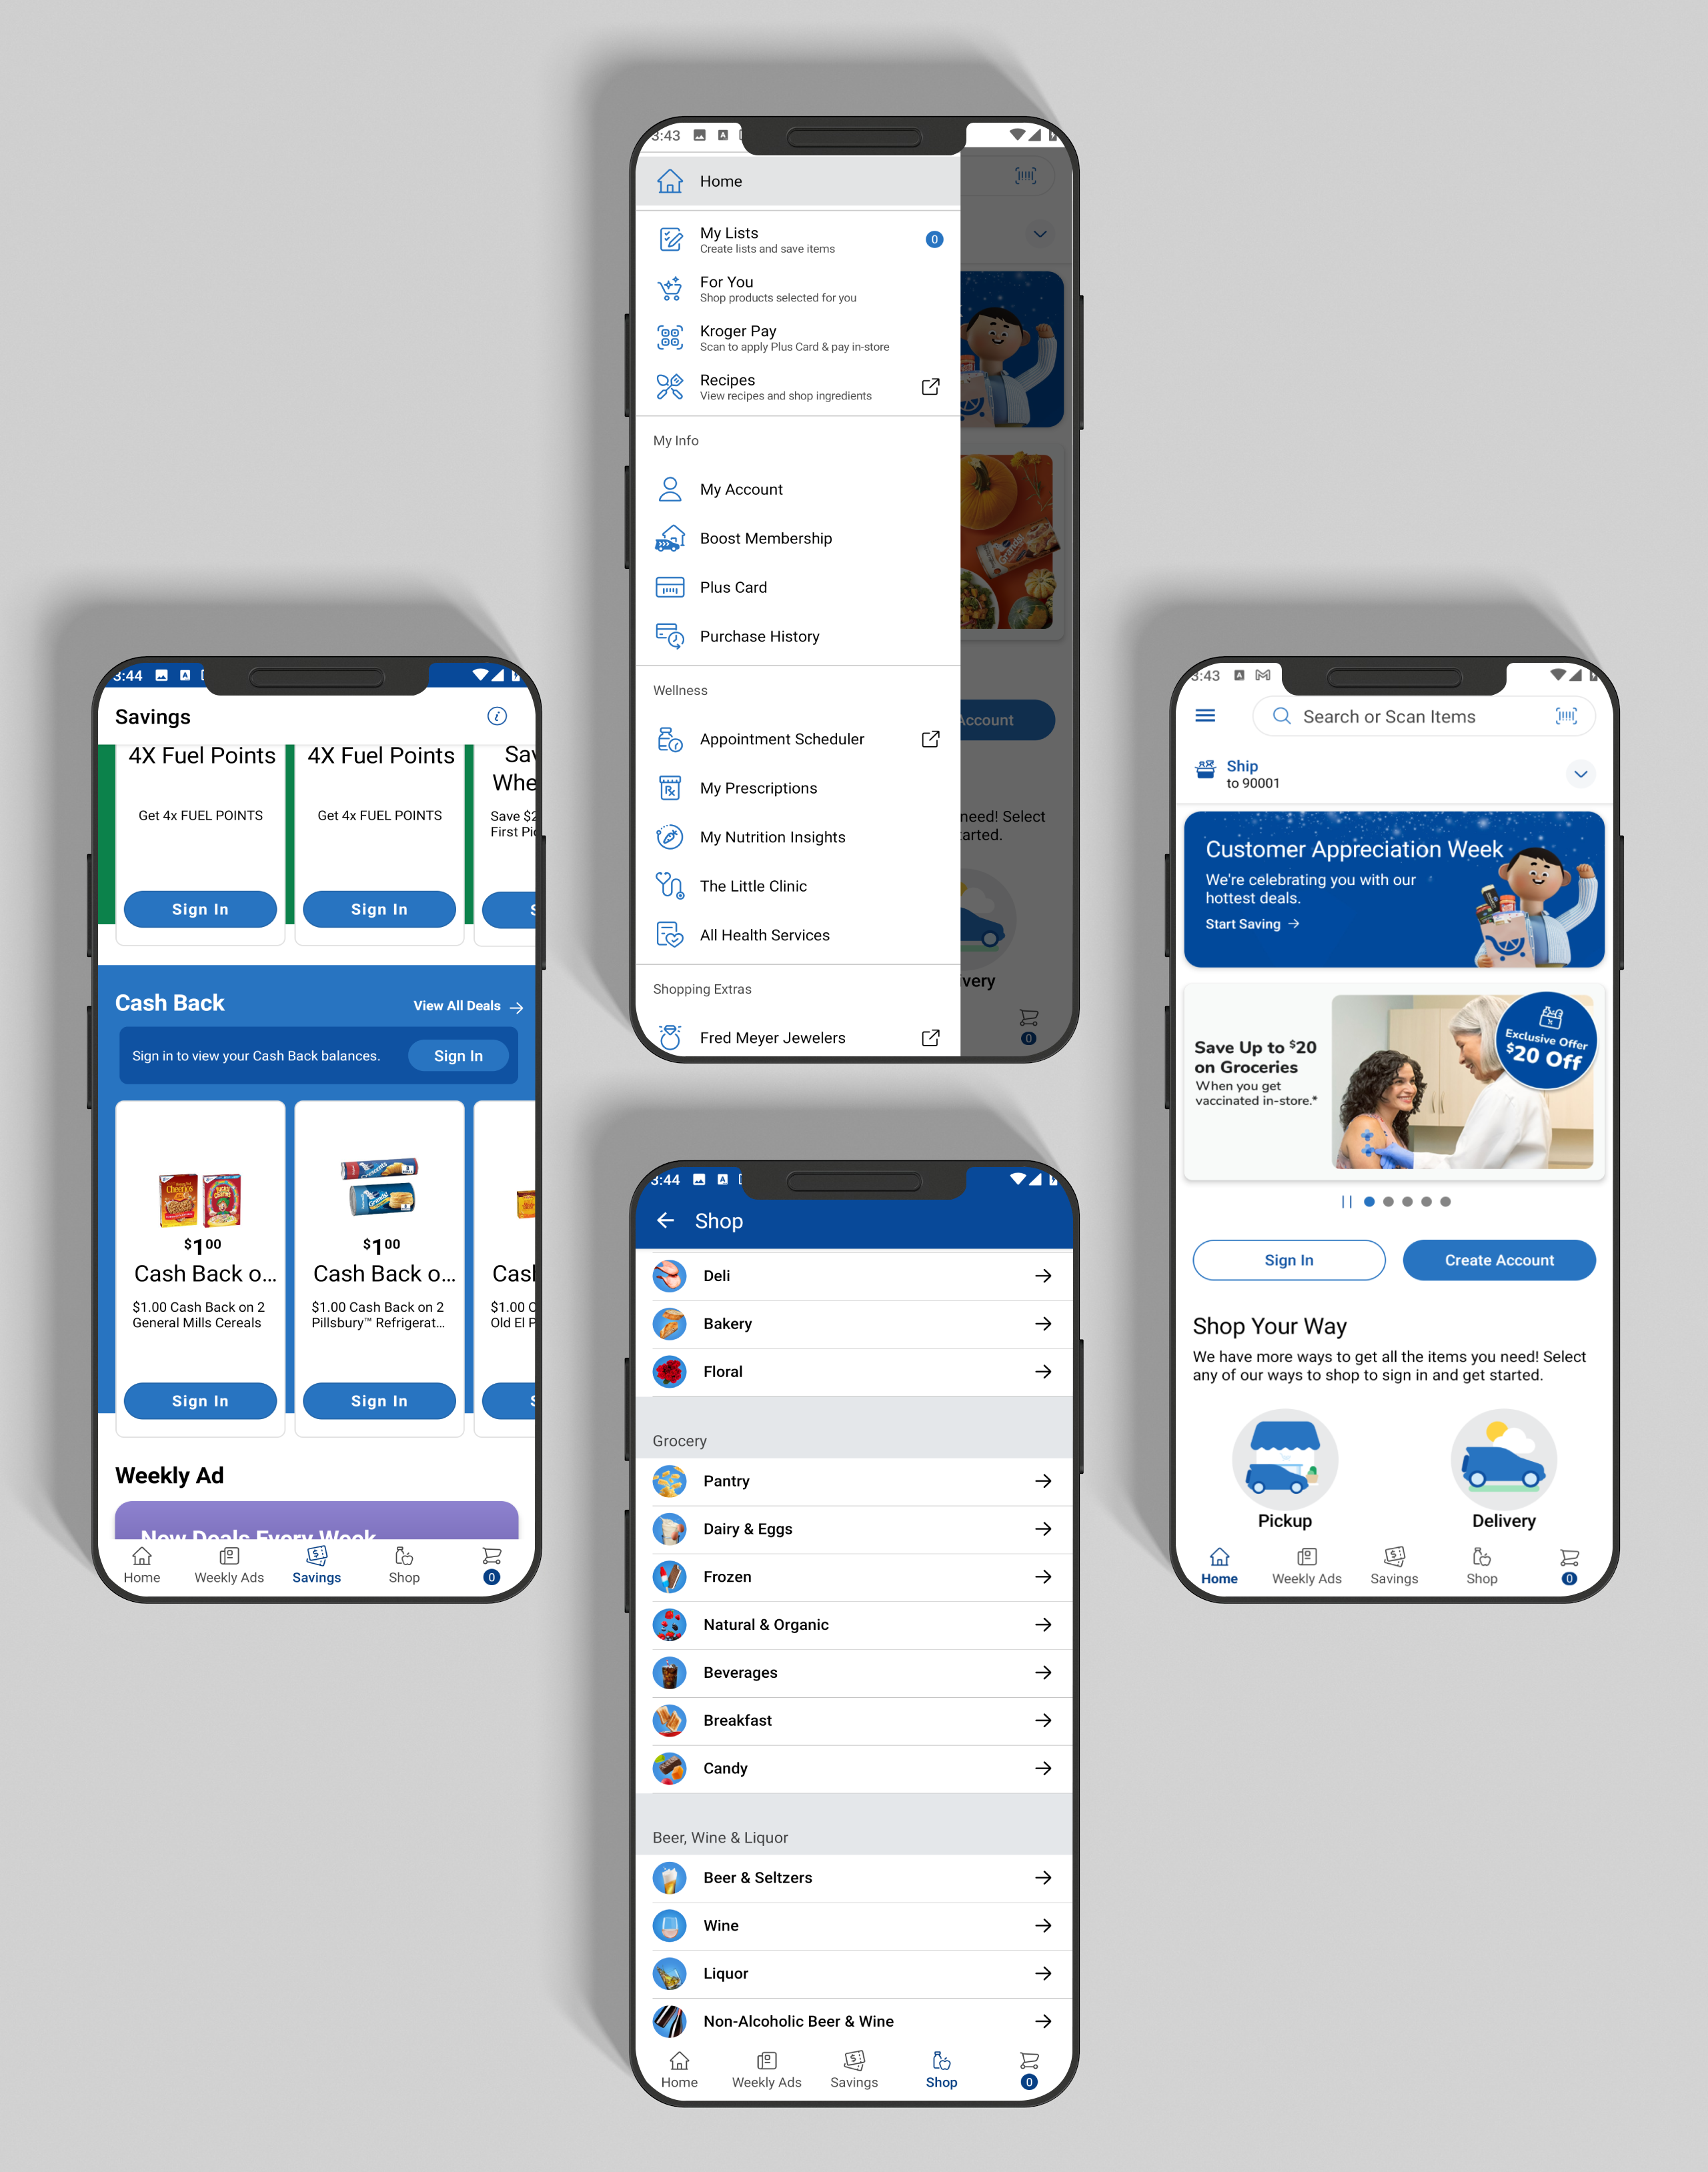 3:43
Home
My Lists
Create lists and save items
0
For You
Shop products selected for you
Kroger Pay
Scan to apply Plus Card & pay in-store
Recipes
View recipes and shop ingredients
My Info
My Account
Boost Membership
Plus Card
Purchase History
Account
Wellness
Appointment Scheduler
My Prescriptions
My Nutrition Insights
The Little Clinic
All Health Services
need! Select
arted.
very
Shopping Extras
Fred Meyer Jewelers
0
3:44
Savings
4X Fuel Points
Get 4x FUEL POINTS
Sign In
4X Fuel Points
Get 4x FUEL POINTS
Sign In
Sav
Whe
Save $2
First Pi
S
Cash Back
View All Deals
Sign in to view your Cash Back balances.
Sign In
Cheerios
$100
Cash Back o...
$1.00 Cash Back on 2
General Mills Cereals
Sign In
Crescents
Grands!
$100
Cash Back o...
$1.00 Cash Back on 2
Pillsbury™ Refrigerat...
Sign In
Cas
$1.00 C
Old El P
S
Weekly Ad
New Deals Every Week
Home
Weekly Ads
Savings
Shop
0
3:43
Search or Scan Items
Ship
to 90001
Customer Appreciation Week
We're celebrating you with our
hottest deals.
Start Saving
Save Up to $20
on Groceries
When you get
vaccinated in-store.*
Exclusive Offer
$20 Off
Sign In
Create Account
Shop Your Way
We have more ways to get all the items you need! Select
any of our ways to shop to sign in and get started.
Pickup
Delivery
Home
Weekly Ads
Savings
Shop
0
3:44
Shop
Deli
Bakery
Floral
Grocery
Pantry
Dairy & Eggs
Frozen
Natural & Organic
Beverages
Breakfast
Candy
Beer, Wine & Liquor
Beer & Seltzers
Wine
Liquor
Non-Alcoholic Beer & Wine
Home
Weekly Ads
Savings
Shop
0